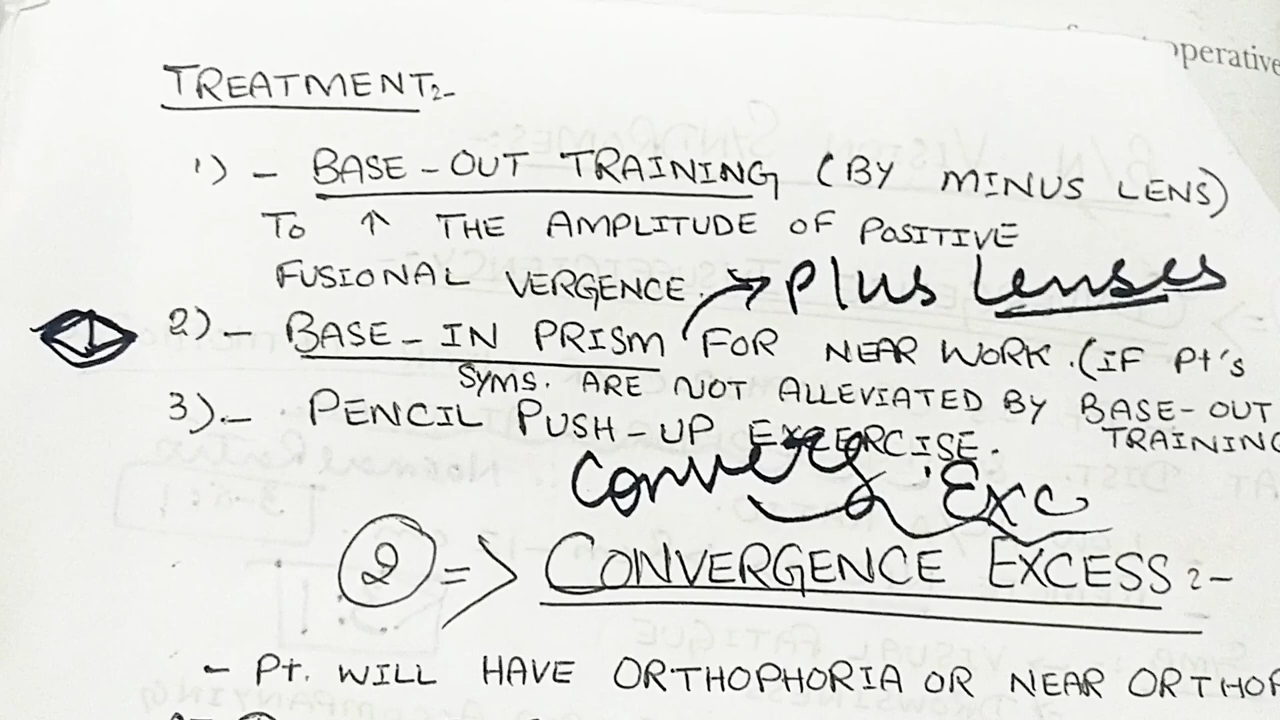 operative
TREATMENT:-
1) - BASE-OUT TRAINING (BY MINUS LENS)
TO ↑ THE AMPLITUDE OF POSITIVE
FUSIONAL VERGENCE. → Plus Lenses
2) - BASE-IN PRISM FOR NEAR WORK. (IF Pt's
SYMS. ARE NOT ALLEVIATED BY BASE-OUT
TRAINING
3).- PENCIL PUSH-UP EXERCISE.
Converg Exc
2 => CONVERGENCE EXCESS:-
- Pt. WILL HAVE ORTHOPHORIA OR NEAR ORTHOP